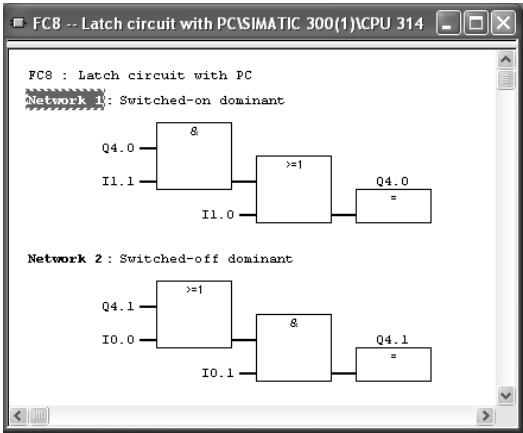 FC8 -- Latch circuit with PC\SIMATIC 300(1)\CPU 314
FC8 : Latch circuit with PC
Network 1: Switched-on dominant
&
Q4.0
>=1
I1.1
Q4.0
I1.0
=
Network 2 : Switched-off dominant
>=1
Q4.1
&
I0.0
Q4.1
I0.1
=